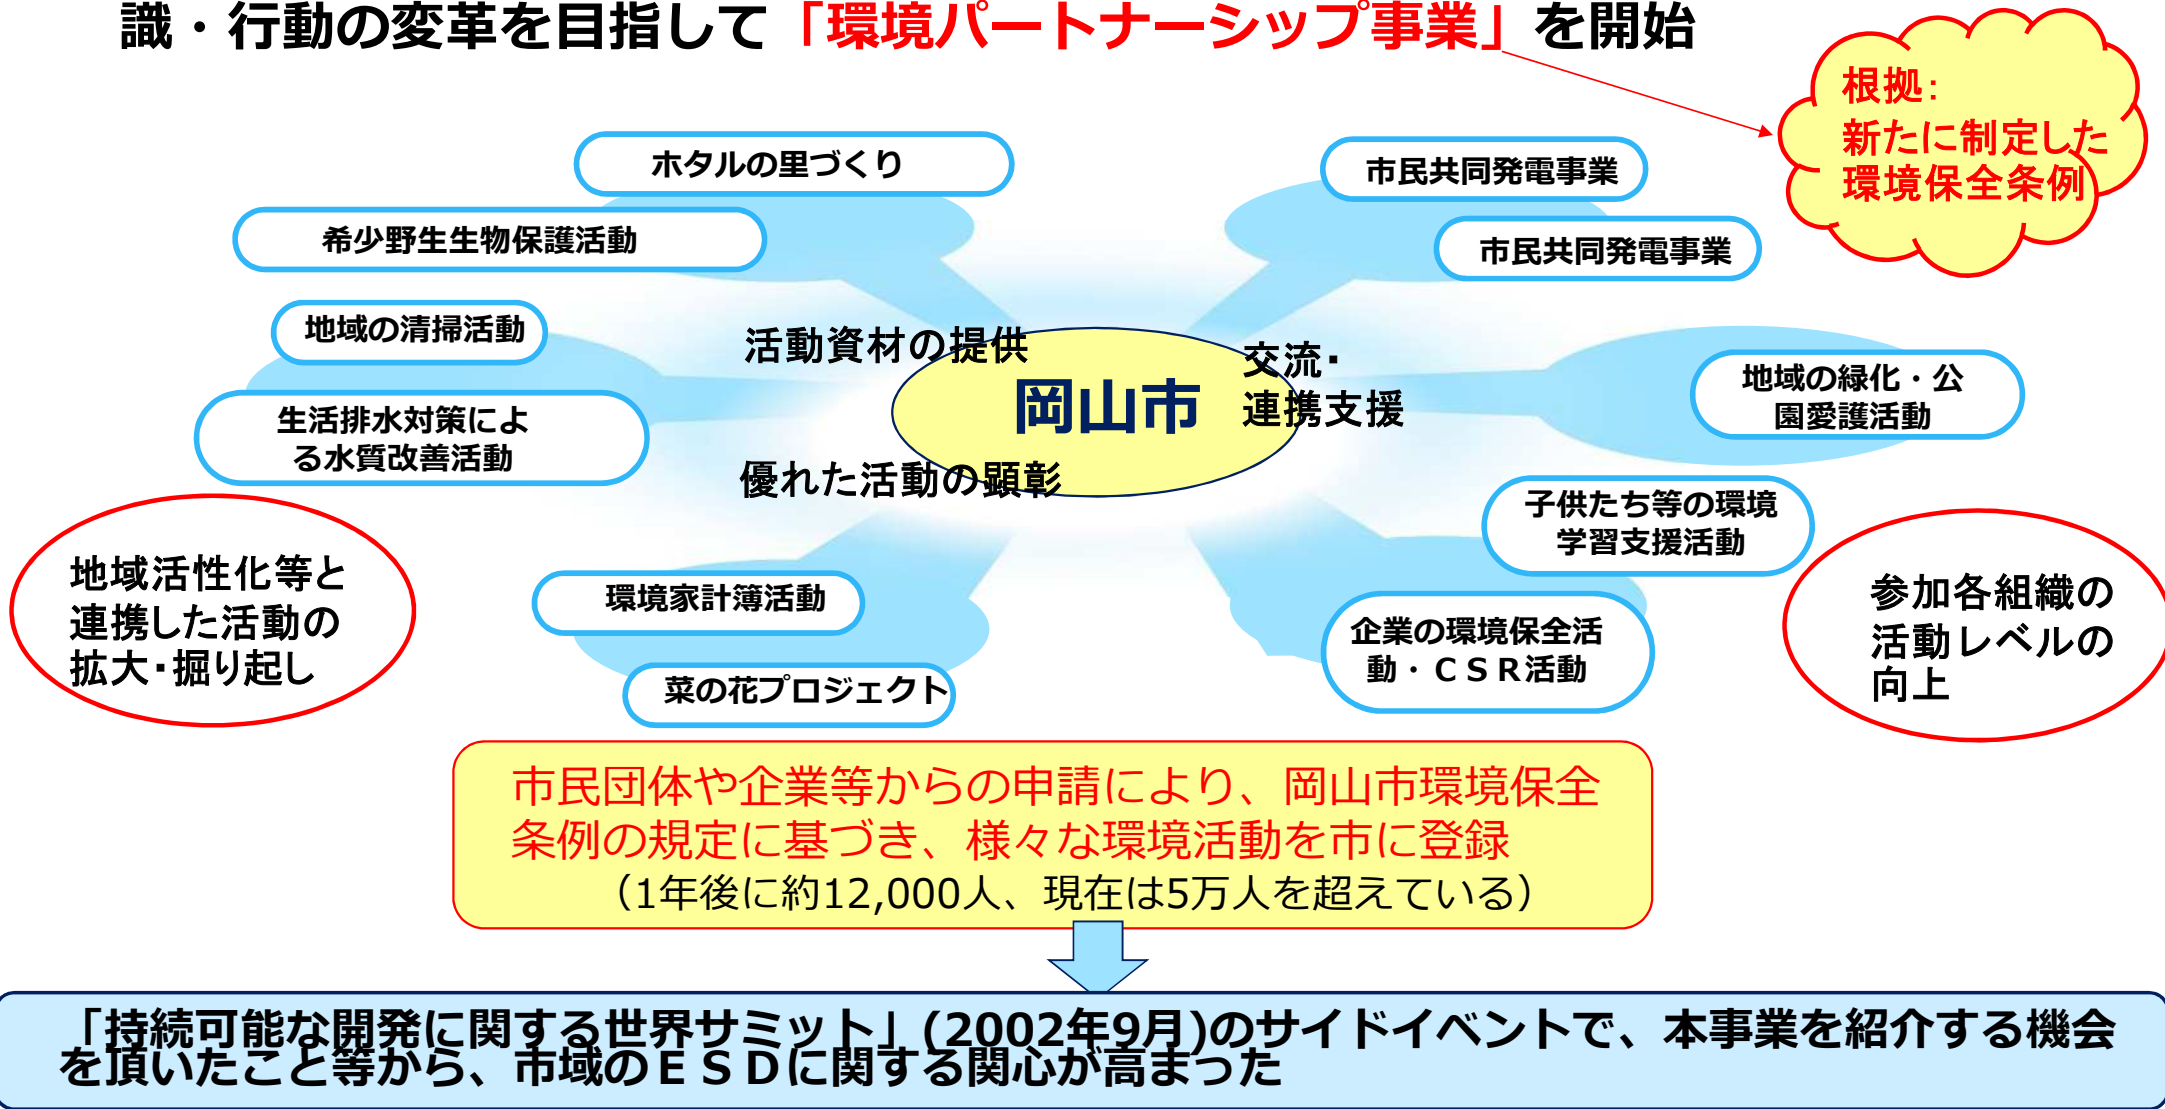 識・行動の変革を目指して「環境パートナーシップ事業」を開始
根拠：
新たに制定した
環境保全条例
ホタルの里づくり
市民共同発電事業
希少野生生物保護活動
市民共同発電事業
地域の清掃活動
活動資材の提供
交流・
連携支援
岡山市
地域の緑化・公
園愛護活動
生活排水対策によ
る水質改善活動
優れた活動の顕彰
子供たち等の環境
学習支援活動
地域活性化等と
連携した活動の
拡大・掘り起し
環境家計簿活動
企業の環境保全活
動・ＣＳＲ活動
参加各組織の
活動レベルの
向上
菜の花プロジェクト
市民団体や企業等からの申請により、岡山市環境保全
条例の規定に基づき、様々な環境活動を市に登録
（1年後に約12,000人、現在は5万人を超えている）
「持続可能な開発に関する世界サミット」(2002年9月)のサイドイベントで、本事業を紹介する機会
を頂いたこと等から、市域のＥＳＤに関する関心が高まった